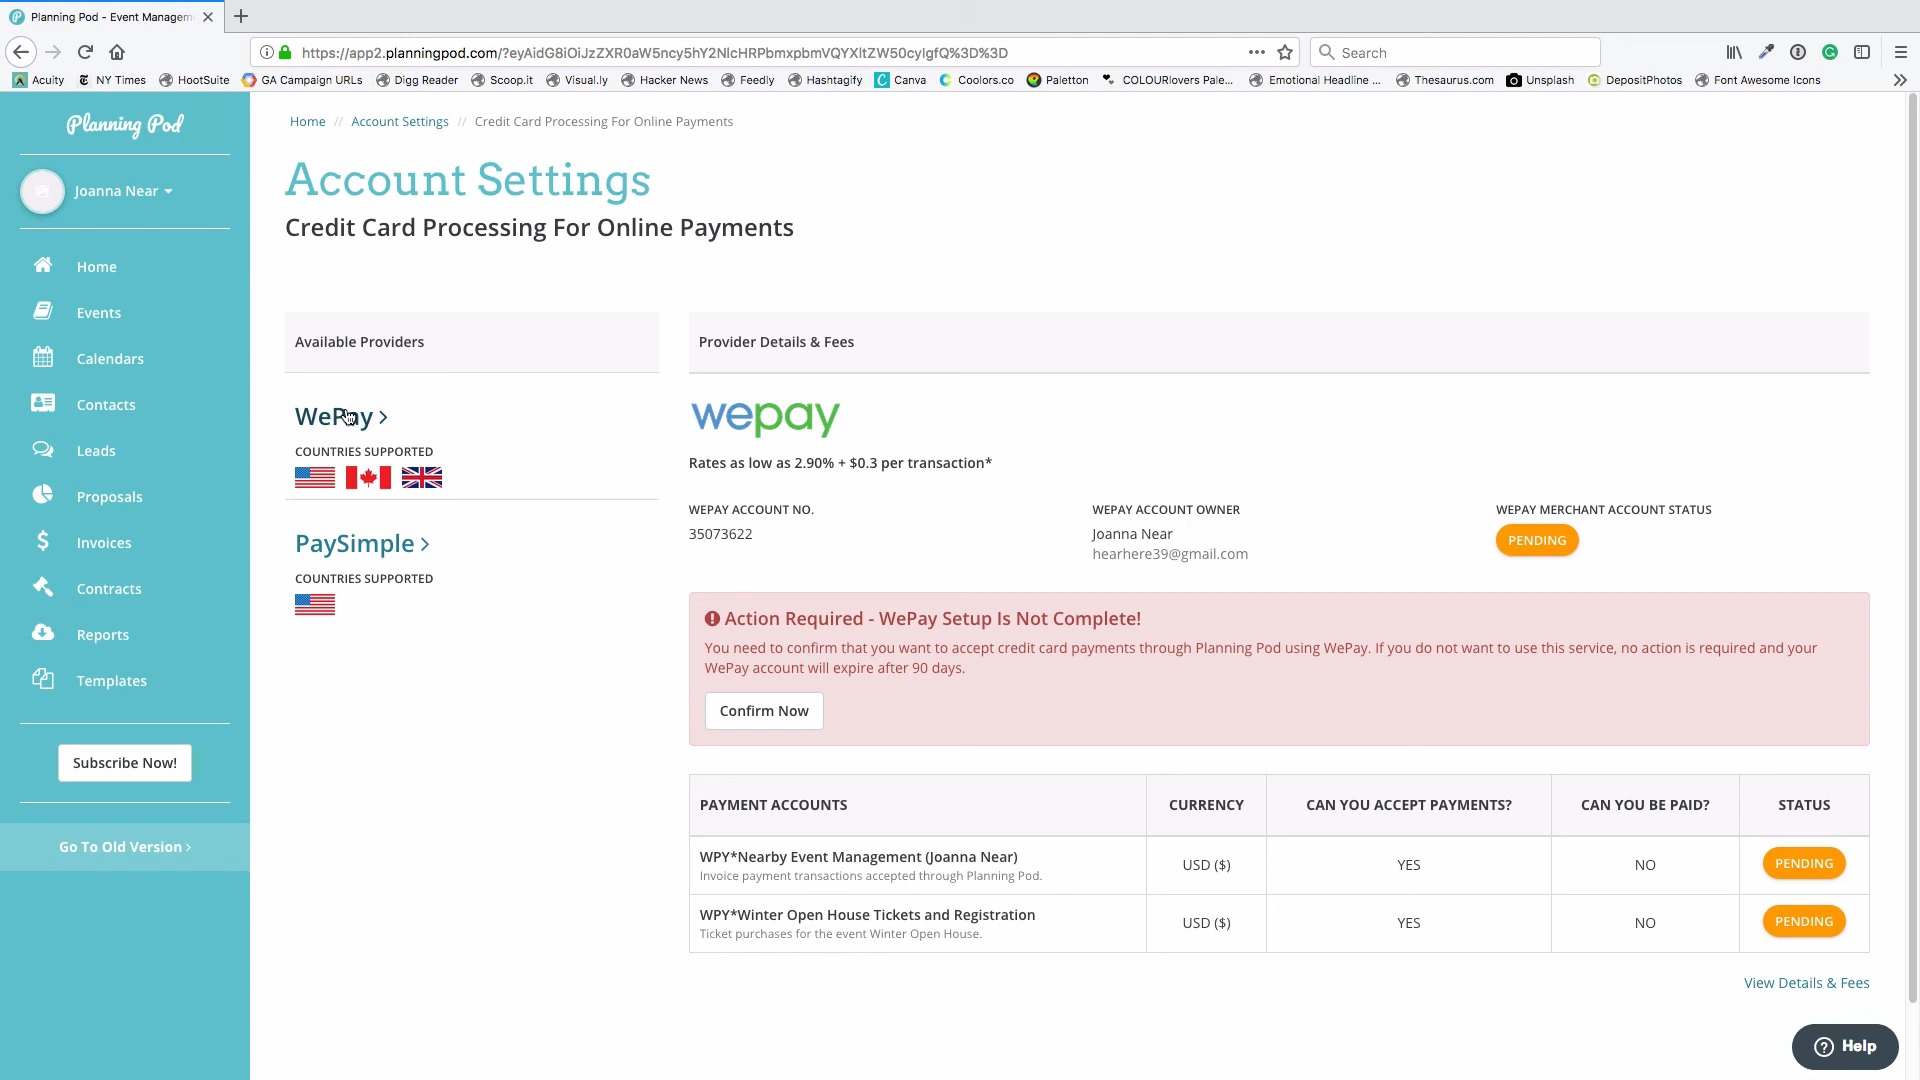 Planning Pod - Event Managem
https://app2.planningpod.com/?eyAidG8iOiJzZXR0aW5ncy5hY2NlcHRPbmxpbmVQYXltZW50cyIgfQ%3D%3D
Search
Acuity NY Times HootSuite GA Campaign URLs Digg Reader Scoop.it Visual.ly Hacker News Feedly Hashtagify Canva Coolors.co Paletton COLOURlovers Pale... Emotional Headline ... Thesaurus.com Unsplash DepositPhotos Font Awesome Icons
Planning Pod
Joanna Near
Home
Events
Calendars
Contacts
Leads
Proposals
Invoices
Contracts
Reports
Templates
Subscribe Now!
Go To Old Version ›
Home // Account Settings // Credit Card Processing For Online Payments
Account Settings
Credit Card Processing For Online Payments
Available Providers
WePay
COUNTRIES SUPPORTED
PaySimple
COUNTRIES SUPPORTED
Provider Details & Fees
wepay
Rates as low as 2.90% + $0.3 per transaction*
WEPAY ACCOUNT NO. WEPAY ACCOUNT OWNER WEPAY MERCHANT ACCOUNT STATUS
35073622 Joanna Near PENDING
hearhere39@gmail.com
Action Required - WePay Setup Is Not Complete!
You need to confirm that you want to accept credit card payments through Planning Pod using WePay. If you do not want to use this service, no action is required and your
WePay account will expire after 90 days.
Confirm Now
PAYMENT ACCOUNTS CURRENCY CAN YOU ACCEPT PAYMENTS? CAN YOU BE PAID? STATUS
WPY*Nearby Event Management (Joanna Near) USD ($) YES NO PENDING
Invoice payment transactions accepted through Planning Pod.
WPY*Winter Open House Tickets and Registration USD ($) YES NO PENDING
Ticket purchases for the event Winter Open House.
View Details & Fees
Help